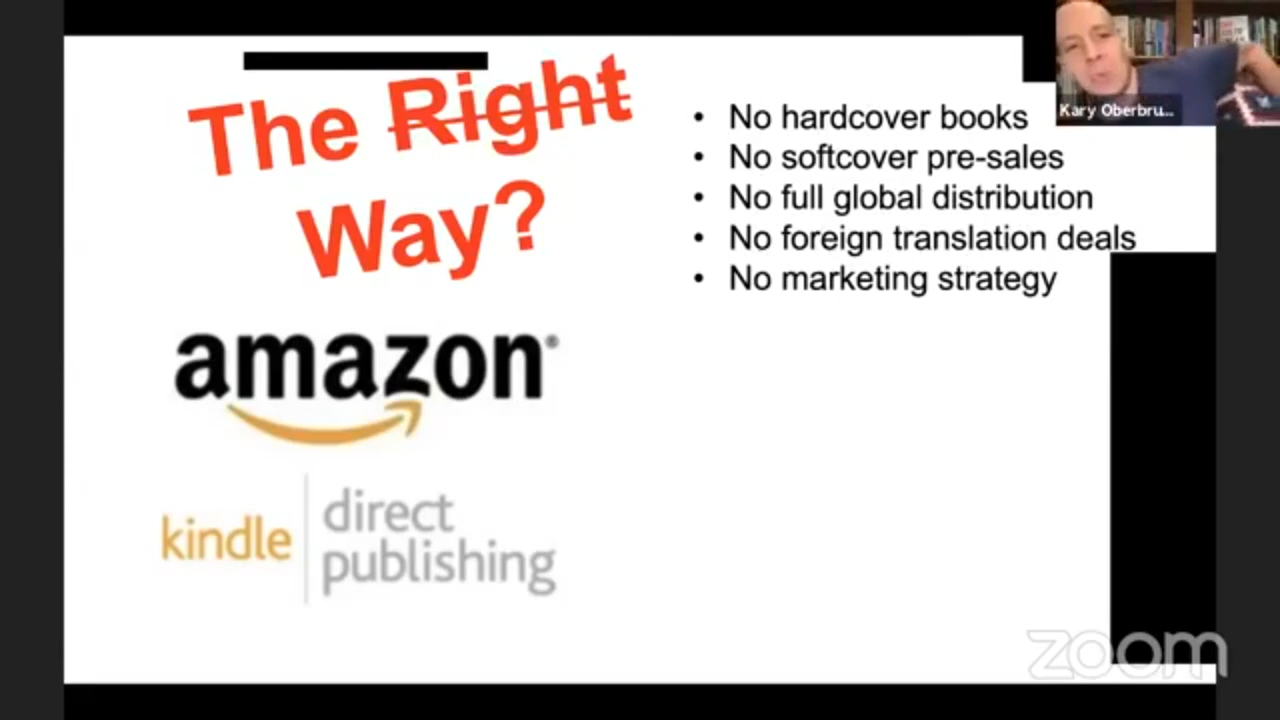 The Right
Way?
• No hardcover books
• No softcover pre-sales
• No full global distribution
• No foreign translation deals
• No marketing strategy
amazon®
kindle
direct
publishing
Kary Oberbru...
zoom